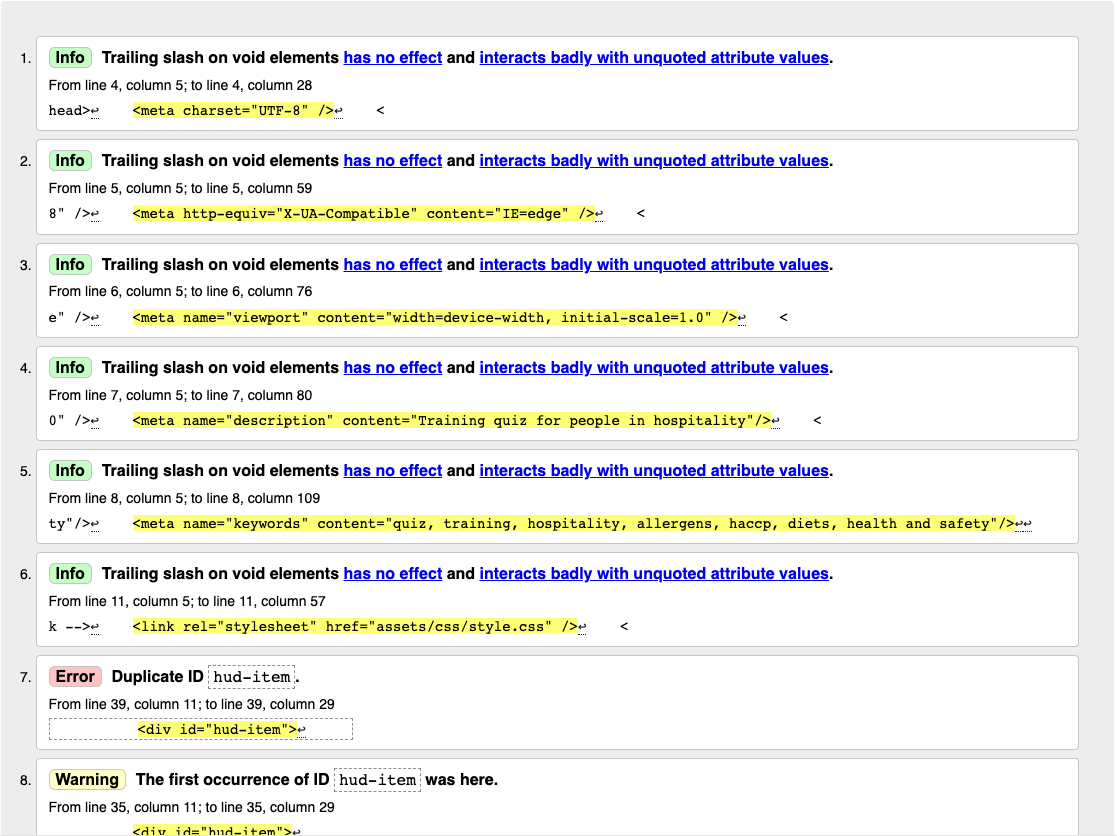 1. Info Trailing slash on void elements has no effect and interacts badly with unquoted attribute values.
From line 4, column 5; to line 4, column 28
head>↩ <meta charset="UTF-8" />↩ <
2. Info Trailing slash on void elements has no effect and interacts badly with unquoted attribute values.
From line 5, column 5; to line 5, column 59
8" />↩ <meta http-equiv="X-UA-Compatible" content="IE=edge" />↩ <
3. Info Trailing slash on void elements has no effect and interacts badly with unquoted attribute values.
From line 6, column 5; to line 6, column 76
e" />↩ <meta name="viewport" content="width=device-width, initial-scale=1.0" />↩ <
4. Info Trailing slash on void elements has no effect and interacts badly with unquoted attribute values.
From line 7, column 5; to line 7, column 80
0" />↩ <meta name="description" content="Training quiz for people in hospitality"/>↩ <
5. Info Trailing slash on void elements has no effect and interacts badly with unquoted attribute values.
From line 8, column 5; to line 8, column 109
ty"/>↩ <meta name="keywords" content="quiz, training, hospitality, allergens, haccp, diets, health and safety"/>↩↩
6. Info Trailing slash on void elements has no effect and interacts badly with unquoted attribute values.
From line 11, column 5; to line 11, column 57
k -->↩ <link rel="stylesheet" href="assets/css/style.css" />↩ <
7. Error Duplicate ID hud-item.
From line 39, column 11; to line 39, column 29
<div id="hud-item">↩
8. Warning The first occurrence of ID hud-item was here.
From line 35, column 11; to line 35, column 29
<div id="hud-item">↩